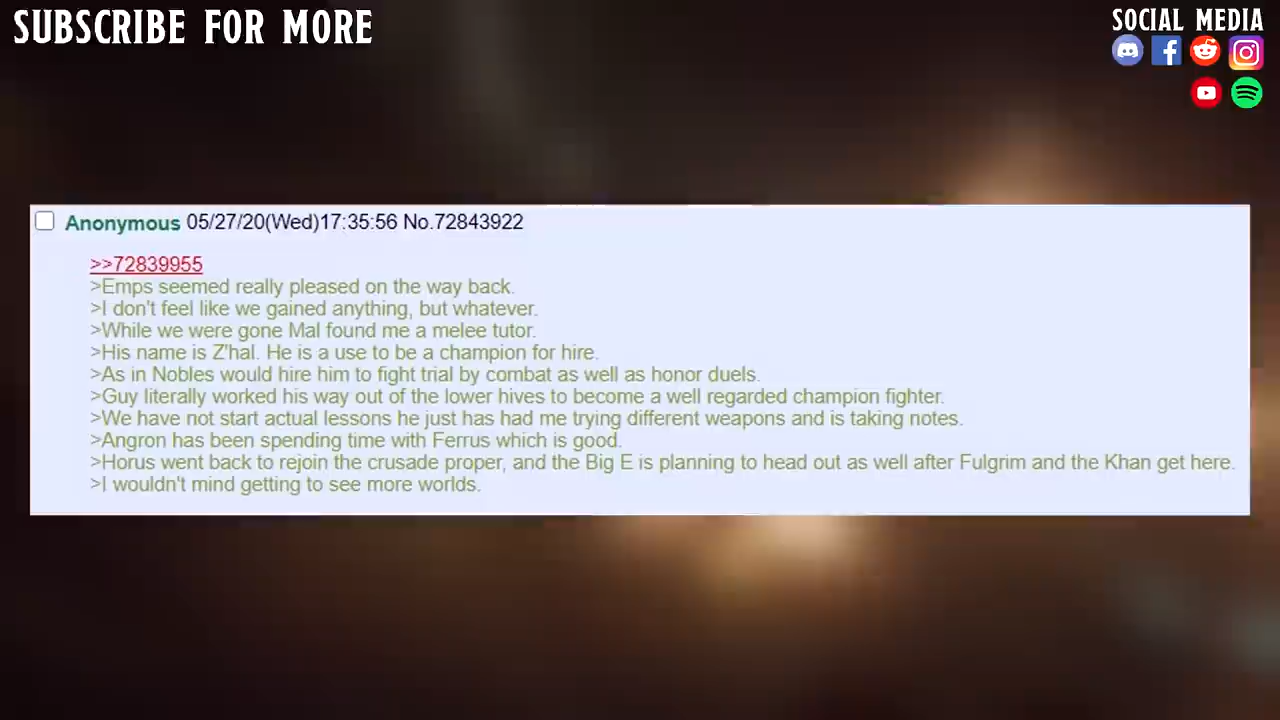 SUBSCRIBE FOR MORE
SOCIAL MEDIA
Anonymous 05/27/20(Wed)17:35:56 No.72843922
>>72839955
>Emps seemed really pleased on the way back.
>I don't feel like we gained anything, but whatever.
>While we were gone Mal found me a melee tutor.
>His name is Z'hal. He is a use to be a champion for hire.
>As in Nobles would hire him to fight trial by combat as well as honor duels.
>Guy literally worked his way out of the lower hives to become a well regarded champion fighter.
>We have not start actual lessons he just has had me trying different weapons and is taking notes.
>Angron has been spending time with Ferrus which is good.
>Horus went back to rejoin the crusade proper, and the Big E is planning to head out as well after Fulgrim and the Khan get here.
>I wouldn't mind getting to see more worlds.